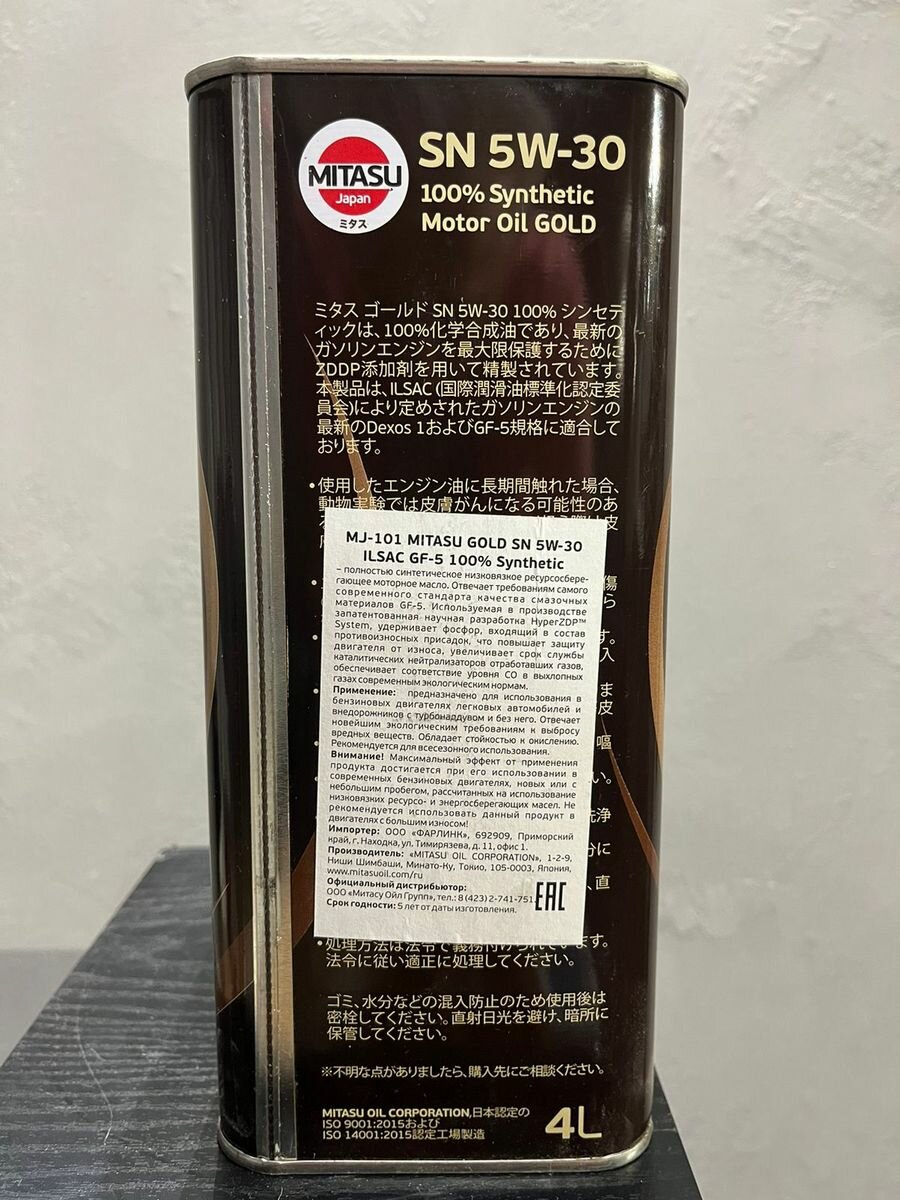 MITASU
Japan
ミタス
SN 5W-30
100% Synthetic
Motor Oil GOLD
ミタス ゴールド SN 5W-30 100% シンセテ
ィックは、100%化学合成油であり、最新の
ガソリンエンジンを最大限保護するために
ZDDP添加剤を用いて精製されています。
本製品は、ILSAC (国際潤滑油標準化認定委
員会)により定めされたガソリンエンジンの
最新のDexos 1およびGF-5規格に適合して
おります。
•使用したエンジン油に長期間触れた場合、
動物実験では皮膚がんになる可能性のあ
MJ-101 MITASU GOLD SN 5W-30
ILSAC GF-5 100% Synthetic
– полностью синтетическое низковязкое ресурсосбере-
гающее моторное масло. Отвечает требованиям самого
современного стандарта качества смазочных
материалов GF-5. Используемая в производстве
запатентованная научная разработка HyperZDP™
System, удерживает фосфор, входящий в состав
противоизносных присадок, что повышает защиту
двигателя от износа, увеличивает срок службы
каталитических нейтрализаторов отработавших газов,
обеспечивает соответствие уровня СО в выхлопных
газах современным экологическим нормам.
Применение: предназначено для использования в
бензиновых двигателях легковых автомобилей и
внедорожников с турбонаддувом и без него. Отвечает
новейшим экологическим требованиям к выбросу
вредных веществ. Обладает стойкостью к окислению.
Рекомендуется для всесезонного использования.
Внимание! Максимальный эффект от применения
продукта достигается при его использовании в
современных бензиновых двигателях, новых или с
небольшим пробегом, рассчитанных на использование
низковязких ресурсо- и энергосберегающих масел. Не
рекомендуется использовать данный продукт в
двигателях с большим износом!
Импортер: ООО «ФАРЛИНК», 692909, Приморский
край, г. Находка, ул. Тимирязева, д. 11, офис 1.
Производитель: «MITASU OIL CORPORATION», 1-2-9,
Ниши Шимбаши, Минато-Ку, Токио, 105-0003, Япония,
www.mitasuoil.com/ru
Официальный дистрибьютор:
ООО «Митасу Ойл Групп», тел.: 8 (423) 2-741-751
Срок годности: 5 лет от даты изготовления.
EAC
•処理方法は法令で義務付けられています。
法令に従い適正に処理してください。
ゴミ、水分などの混入防止のため使用後は
密栓してください。直射日光を避け、暗所に
保管してください。
※不明な点がありましたら、購入先にご相談ください。
MITASU OIL CORPORATION,日本認定の
ISO 9001:2015および
ISO 14001:2015認定工場製造
4L